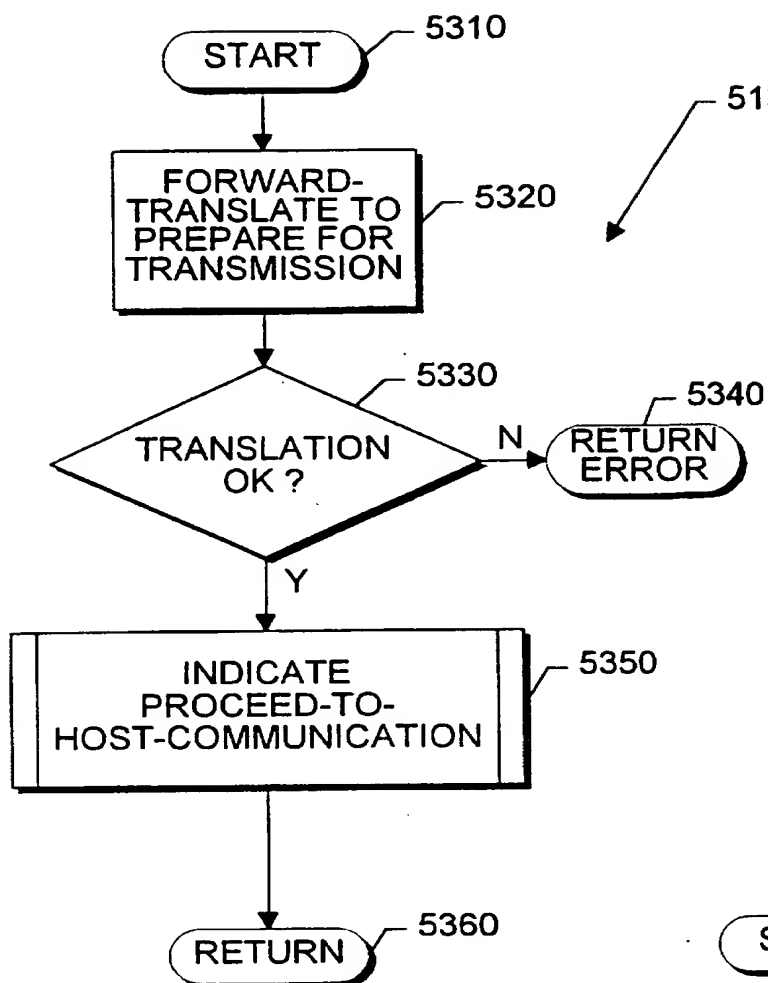 START
5310
FORWARD-
TRANSLATE TO
PREPARE FOR
TRANSMISSION
5320
TRANSLATION
OK ?
5330
N
RETURN
ERROR
5340
Y
INDICATE
PROCEED-TO-
HOST-COMMUNICATION
5350
RETURN
5360